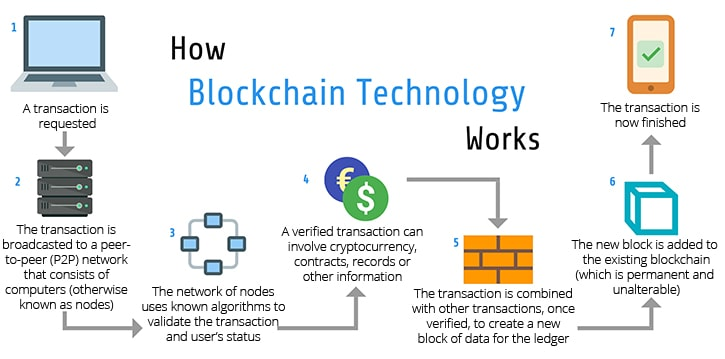 How
Blockchain Technology
Works
1
A transaction is
requested
2
The transaction is
broadcasted to a peer-
to-peer (P2P) network
that consists of
computers (otherwise
known as nodes)
3
The network of nodes
uses known algorithms to
validate the transaction
and user's status
4
€
$
A verified transaction can
involve cryptocurrency,
contracts, records or
other information
5
The transaction is combined
with other transactions, once
verified, to create a new
block of data for the ledger
6
The new block is added to
the existing blockchain
(which is permanent and
unalterable)
7
The transaction is
now finished